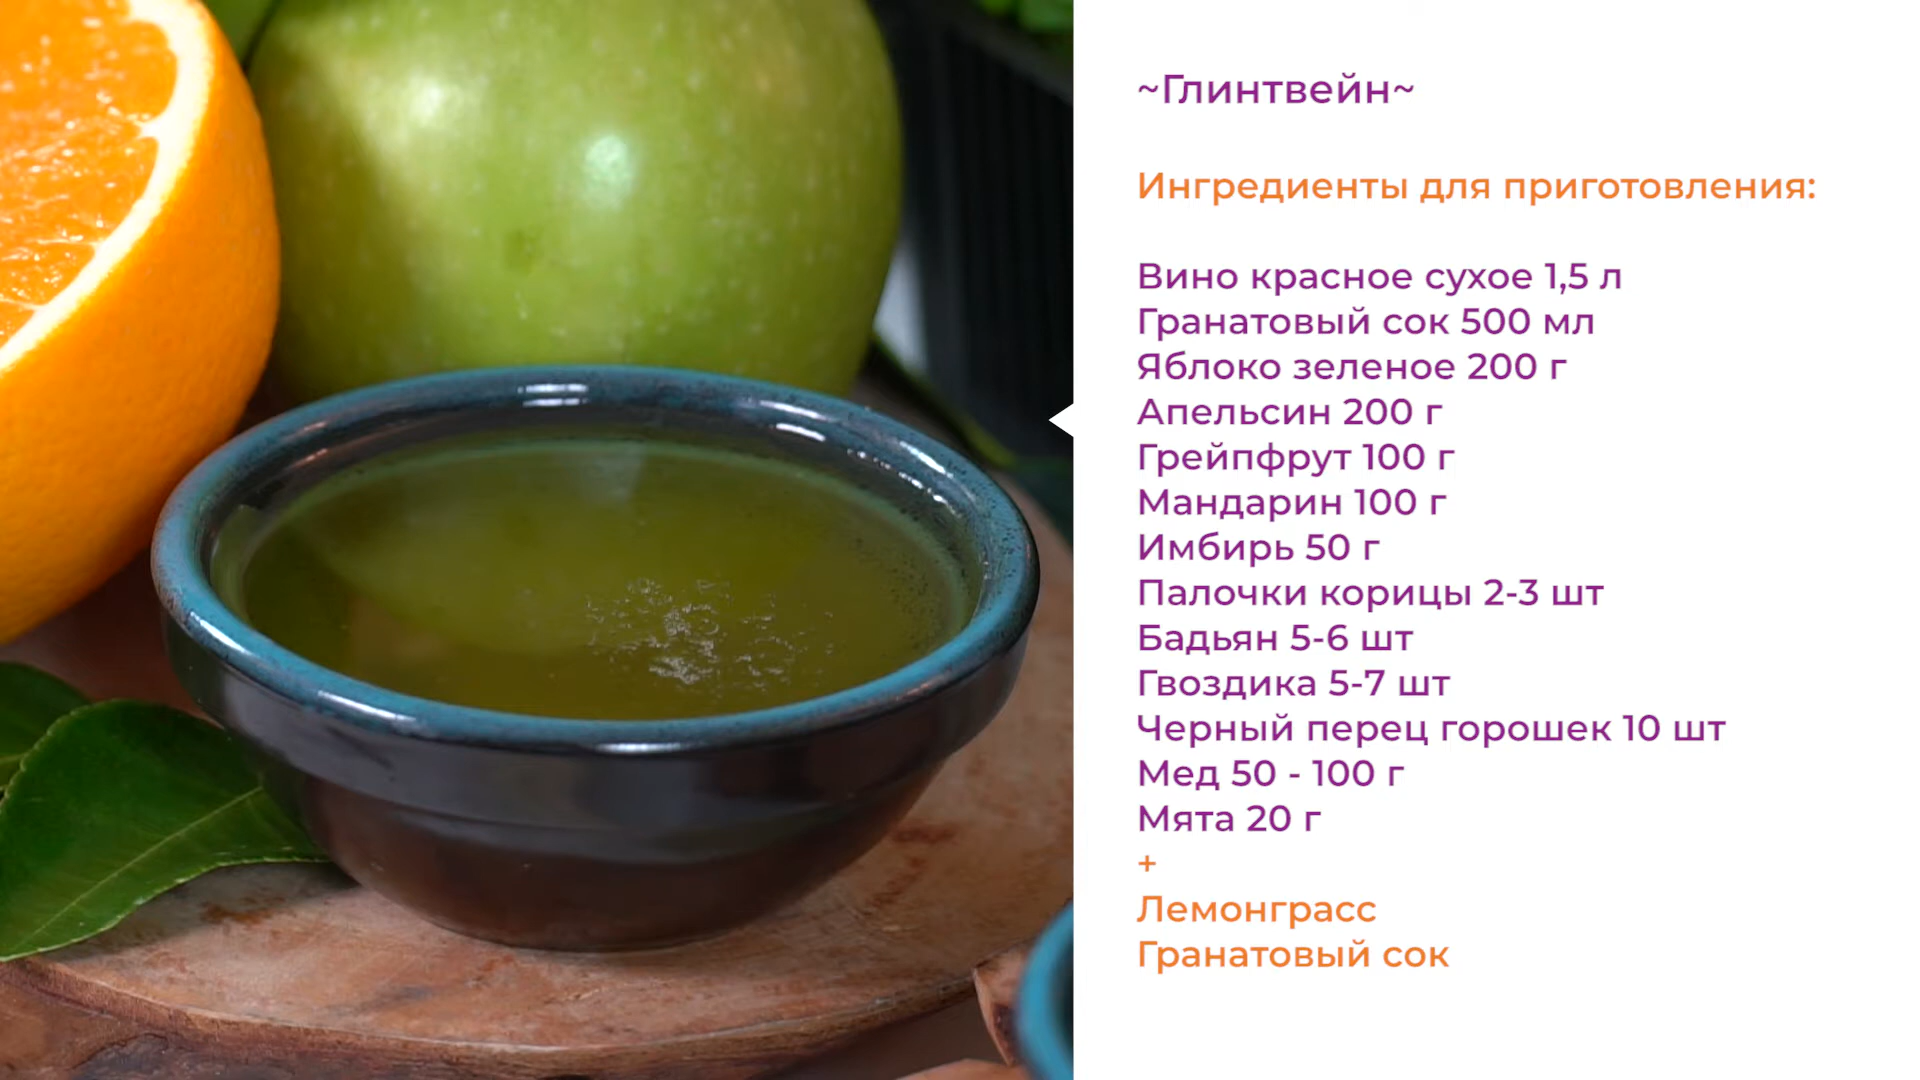 ~Глинтвейн~
Ингредиенты для приготовления:
Вино красное сухое 1,5 л
Гранатовый сок 500 мл
Яблоко зеленое 200 г
Апельсин 200 г
Грейпфрут 100 г
Мандарин 100 г
Имбирь 50 г
Палочки корицы 2-3 шт
Бадьян 5-6 шт
Гвоздика 5-7 шт
Черный перец горошек 10 шт
Мед 50 - 100 г
Мята 20 г
+
Лемонграсс
Гранатовый сок